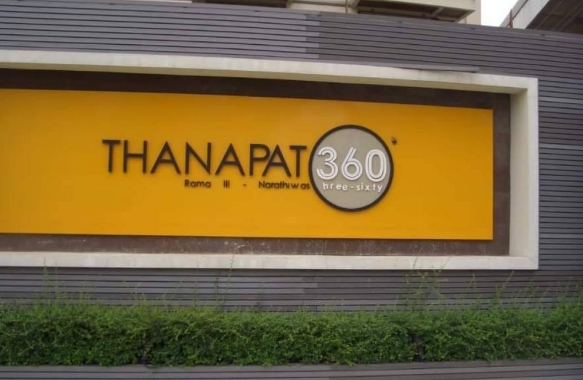 THANAPAT 360
Rama III - Narathiwas hree-sixty